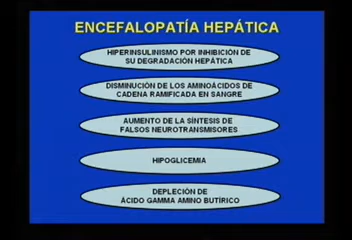 ENCEFALOPATÍA HEPÁTICA
HIPERINSULINISMO POR INHIBICIÓN DE
SU DEGRADACIÓN HEPÁTICA
DISMINUCIÓN DE LOS AMINOÁCIDOS DE
CADENA RAMIFICADA EN SANGRE
AUMENTO DE LA SÍNTESIS DE
FALSOS NEUROTRANSMISORES
HIPOGLICEMIA
DEPLECIÓN DE
ÁCIDO GAMMA AMINO BUTÍRICO